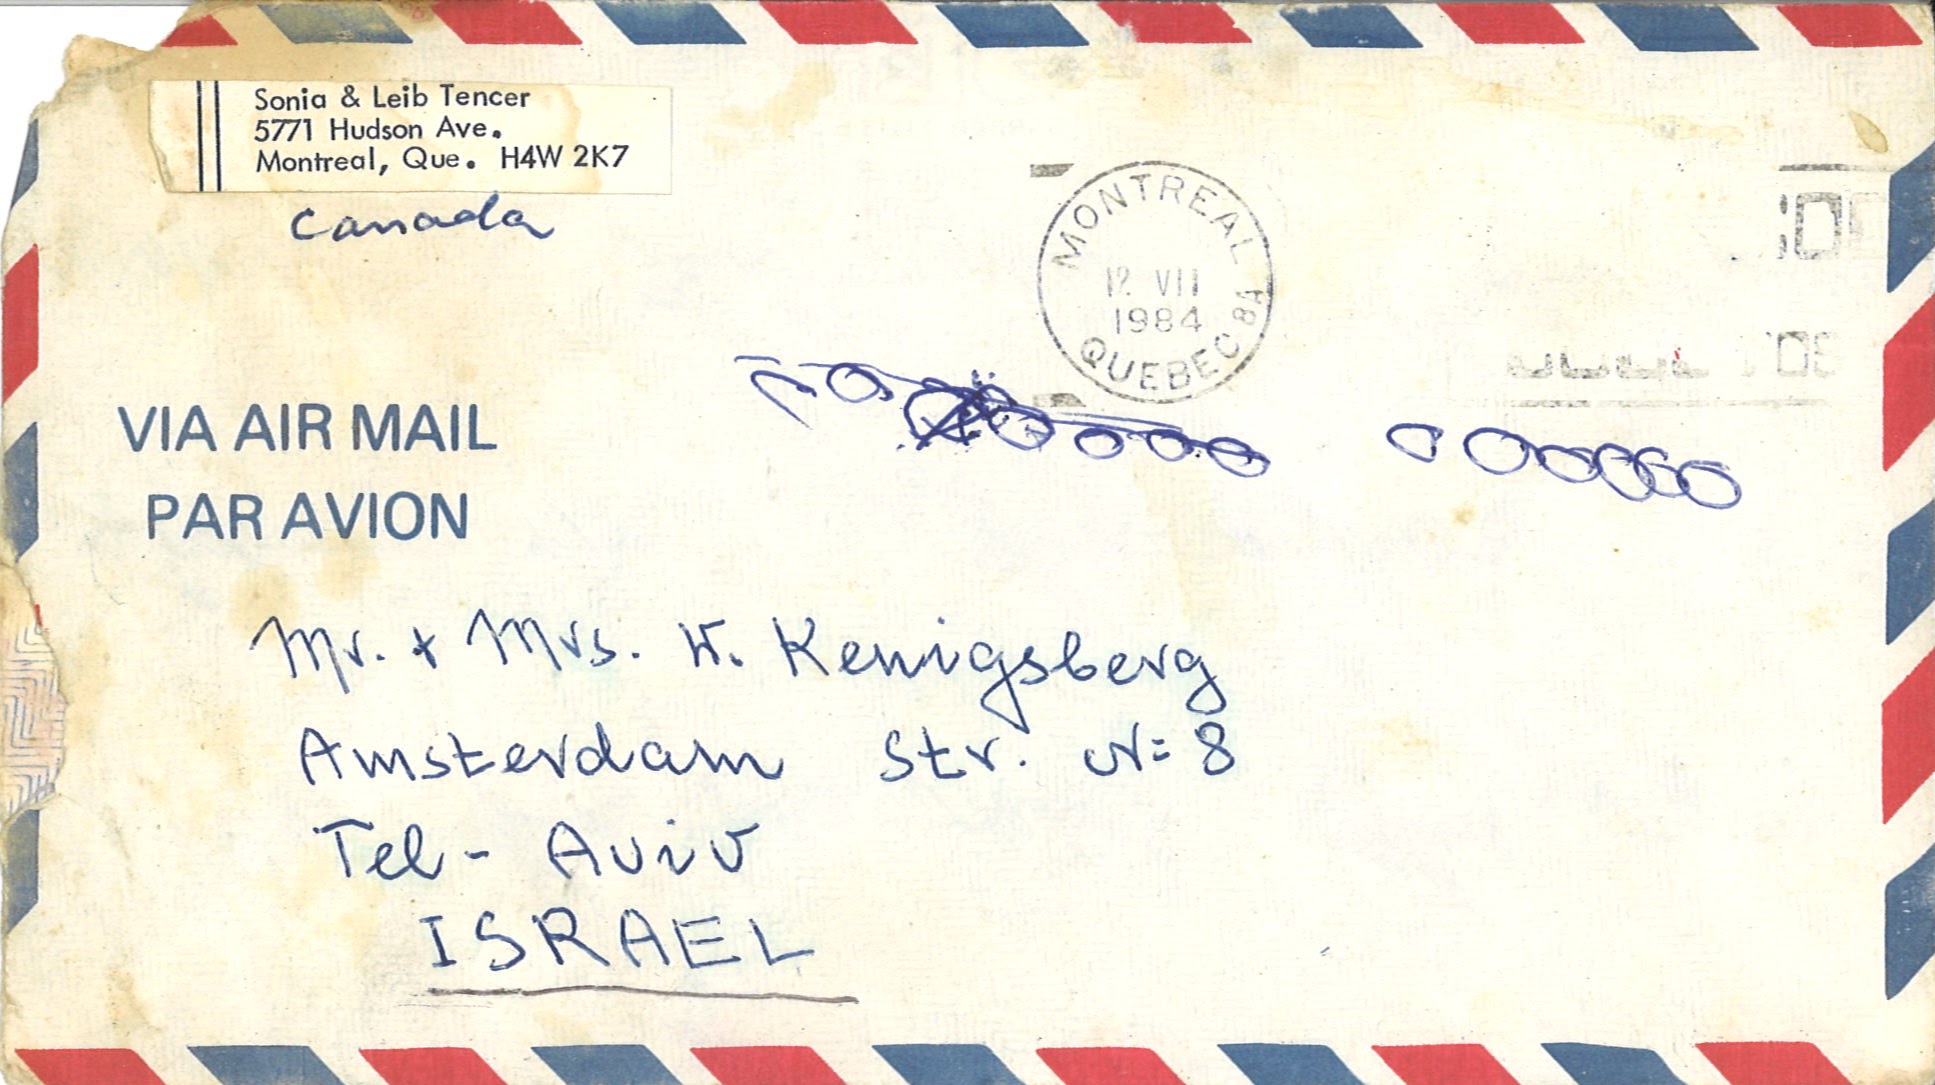 Sonia & Leib Tencer
5771 Hudson Ave.
Montreal, Que. H4W 2K7
Canada
MONTREAL
12 VII
1984
QUEBEC 8A
VIA AIR MAIL
PAR AVION
Mr. + Mrs. W. Kenigsberg
Amsterdam Str. N= 8
Tel - Aviv
ISRAEL